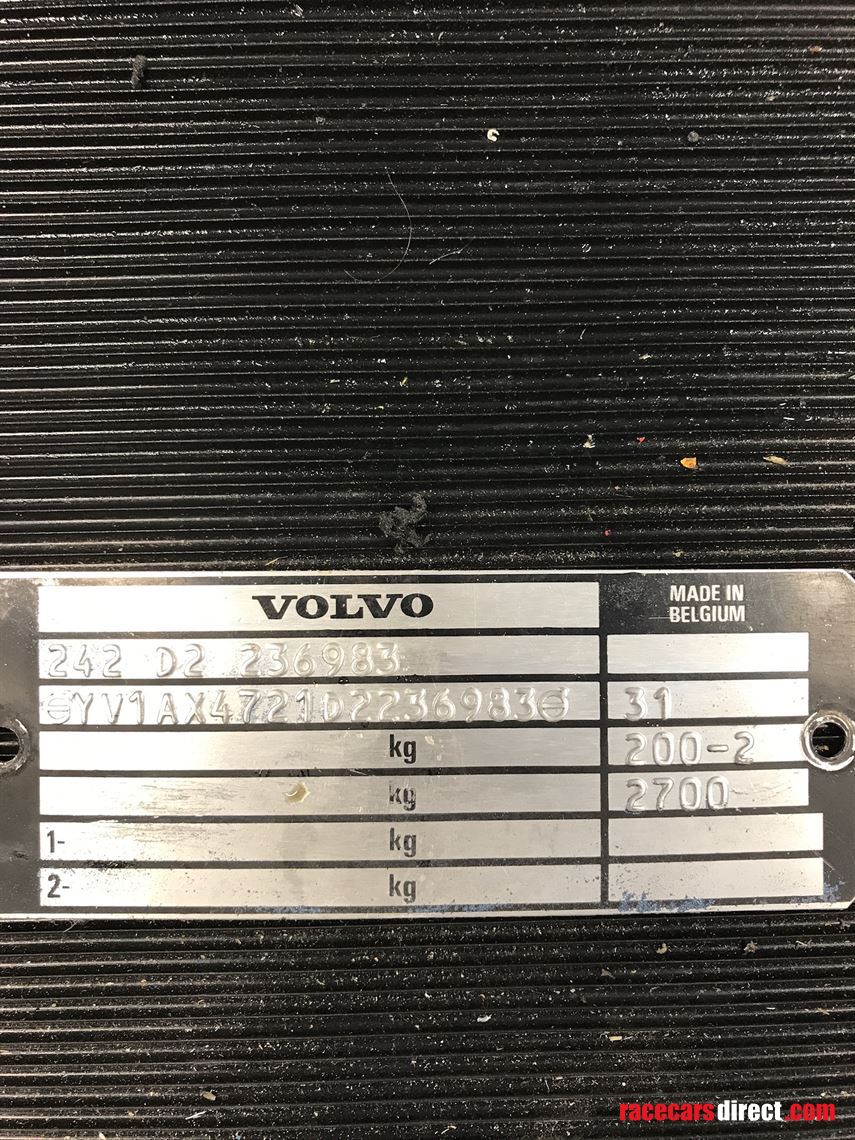 VOLVO
MADE IN
BELGIUM
242 D2 236983
YV1AX4721D2236983 31
kg 200-2
kg 2700
1- kg
2- kg
racecarsdirect.com